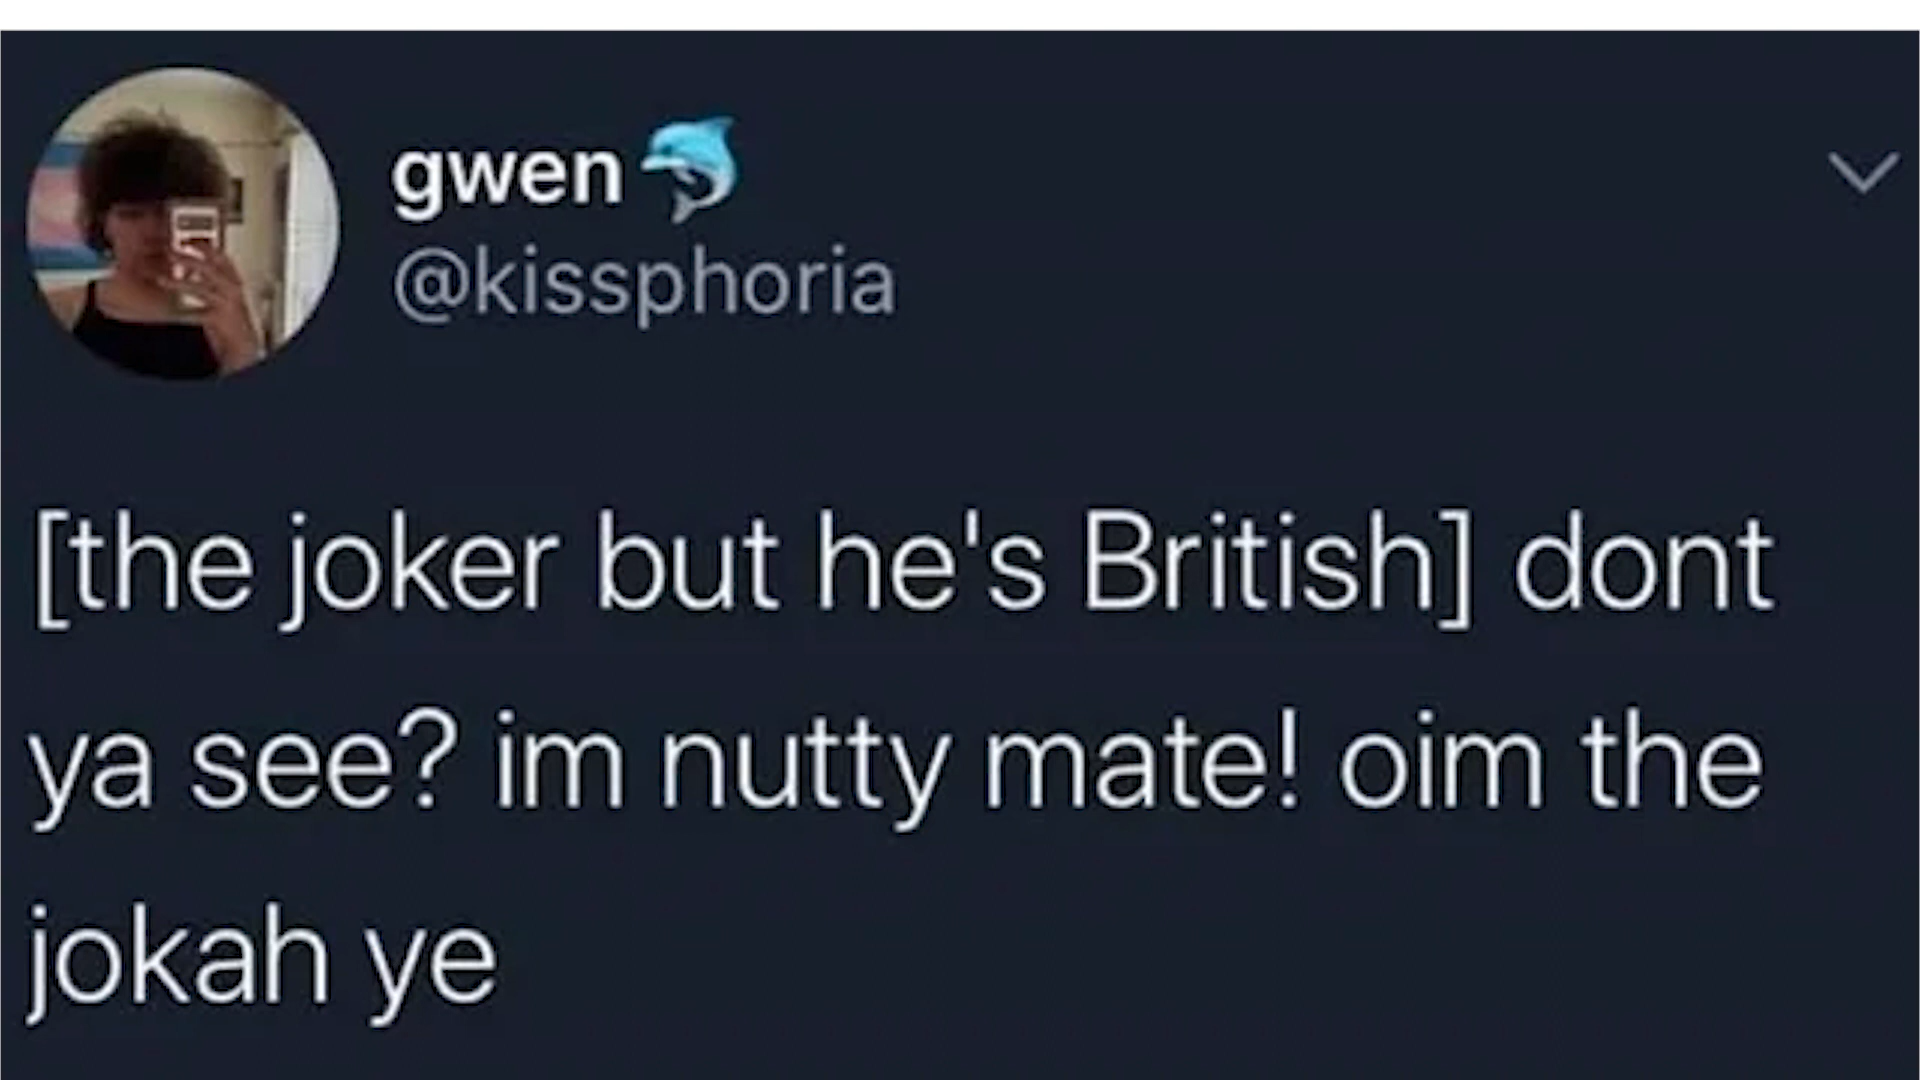 gwen🐬
@kissphoria
[the joker but he's British] dont
ya see? im nutty mate! oim the
jokah ye